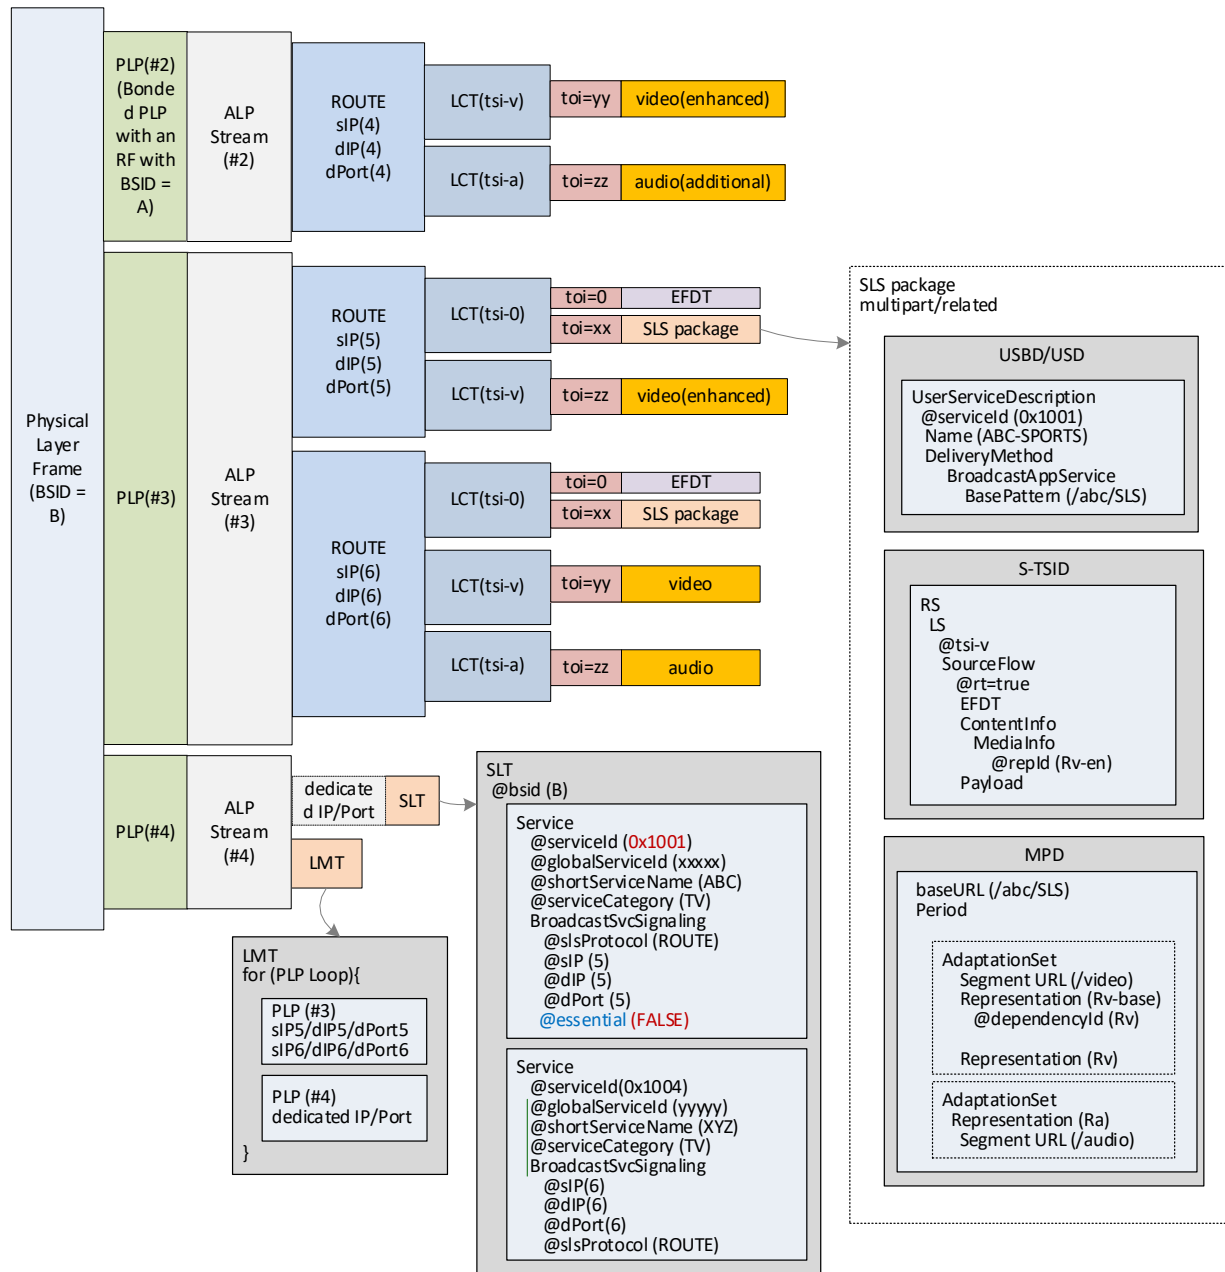 Physical
Layer
Frame
(BSID =
B)
PLP(#2)
(Bonde
d PLP
with an
RF with
BSID =
A)
ALP
Stream
(#2)
ROUTE
sIP(4)
dIP(4)
dPort(4)
LCT(tsi-v)
toi=yy
video(enhanced)
LCT(tsi-a)
toi=zz
audio(additional)
PLP(#3)
ALP
Stream
(#3)
ROUTE
sIP(5)
dIP(5)
dPort(5)
LCT(tsi-0)
toi=0
EFDT
toi=xx
SLS package
LCT(tsi-v)
toi=zz
video(enhanced)
ROUTE
sIP(6)
dIP(6)
dPort(6)
LCT(tsi-0)
toi=0
EFDT
toi=xx
SLS package
LCT(tsi-v)
toi=yy
video
LCT(tsi-a)
toi=zz
audio
PLP(#4)
ALP
Stream
(#4)
dedicate
d IP/Port
SLT
LMT
LMT
for (PLP Loop){
PLP (#3)
sIP5/dIP5/dPort5
sIP6/dIP6/dPort6
PLP (#4)
dedicated IP/Port
}
SLT
@bsid (B)
Service
@serviceId (0x1001)
@globalServiceId (xxxxx)
@shortServiceName (ABC)
@serviceCategory (TV)
BroadcastSvcSignaling
@slsProtocol (ROUTE)
@sIP (5)
@dIP (5)
@dPort (5)
@essential (FALSE)
Service
@serviceId(0x1004)
@globalServiceId (yyyyy)
@shortServiceName (XYZ)
@serviceCategory (TV)
BroadcastSvcSignaling
@sIP(6)
@dIP(6)
@dPort(6)
@slsProtocol (ROUTE)
SLS package
multipart/related
USBD/USD
UserServiceDescription
@serviceId (0x1001)
Name (ABC-SPORTS)
DeliveryMethod
BroadcastAppService
BasePattern (/abc/SLS)
S-TSID
RS
LS
@tsi-v
SourceFlow
@rt=true
EFDT
ContentInfo
MediaInfo
@repId (Rv-en)
Payload
MPD
baseURL (/abc/SLS)
Period
AdaptationSet
Segment URL (/video)
Representation (Rv-base)
@dependencyId (Rv)
Representation (Rv)
AdaptationSet
Representation (Ra)
Segment URL (/audio)